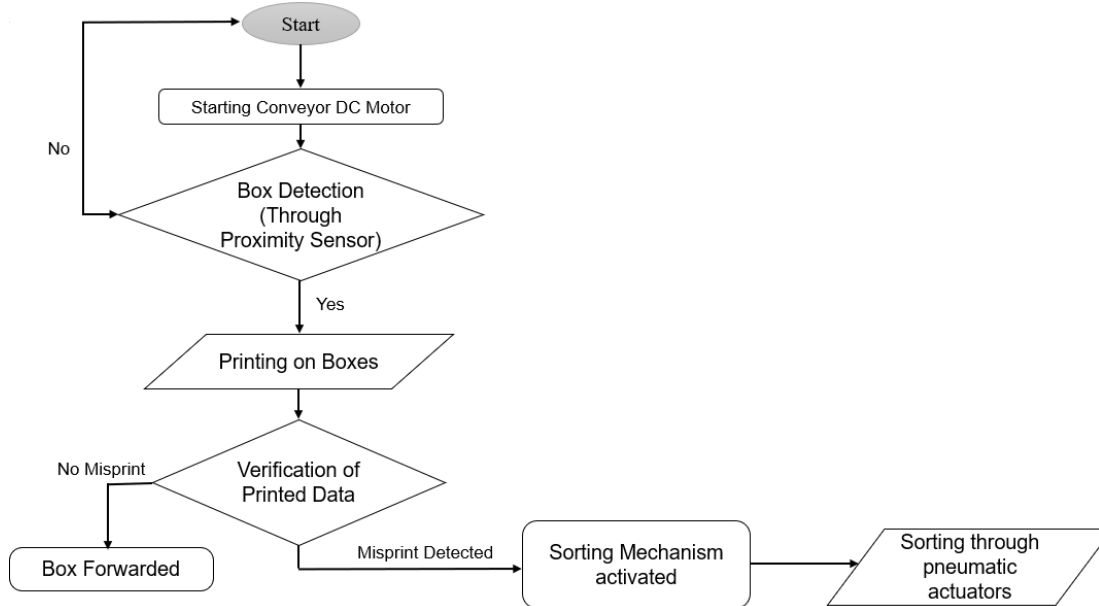 Start
Starting Conveyor DC Motor
No
Box Detection
(Through
Proximity Sensor)
Yes
Printing on Boxes
No Misprint
Verification of
Printed Data
Box Forwarded
Misprint Detected
Sorting Mechanism
activated
Sorting through
pneumatic
actuators